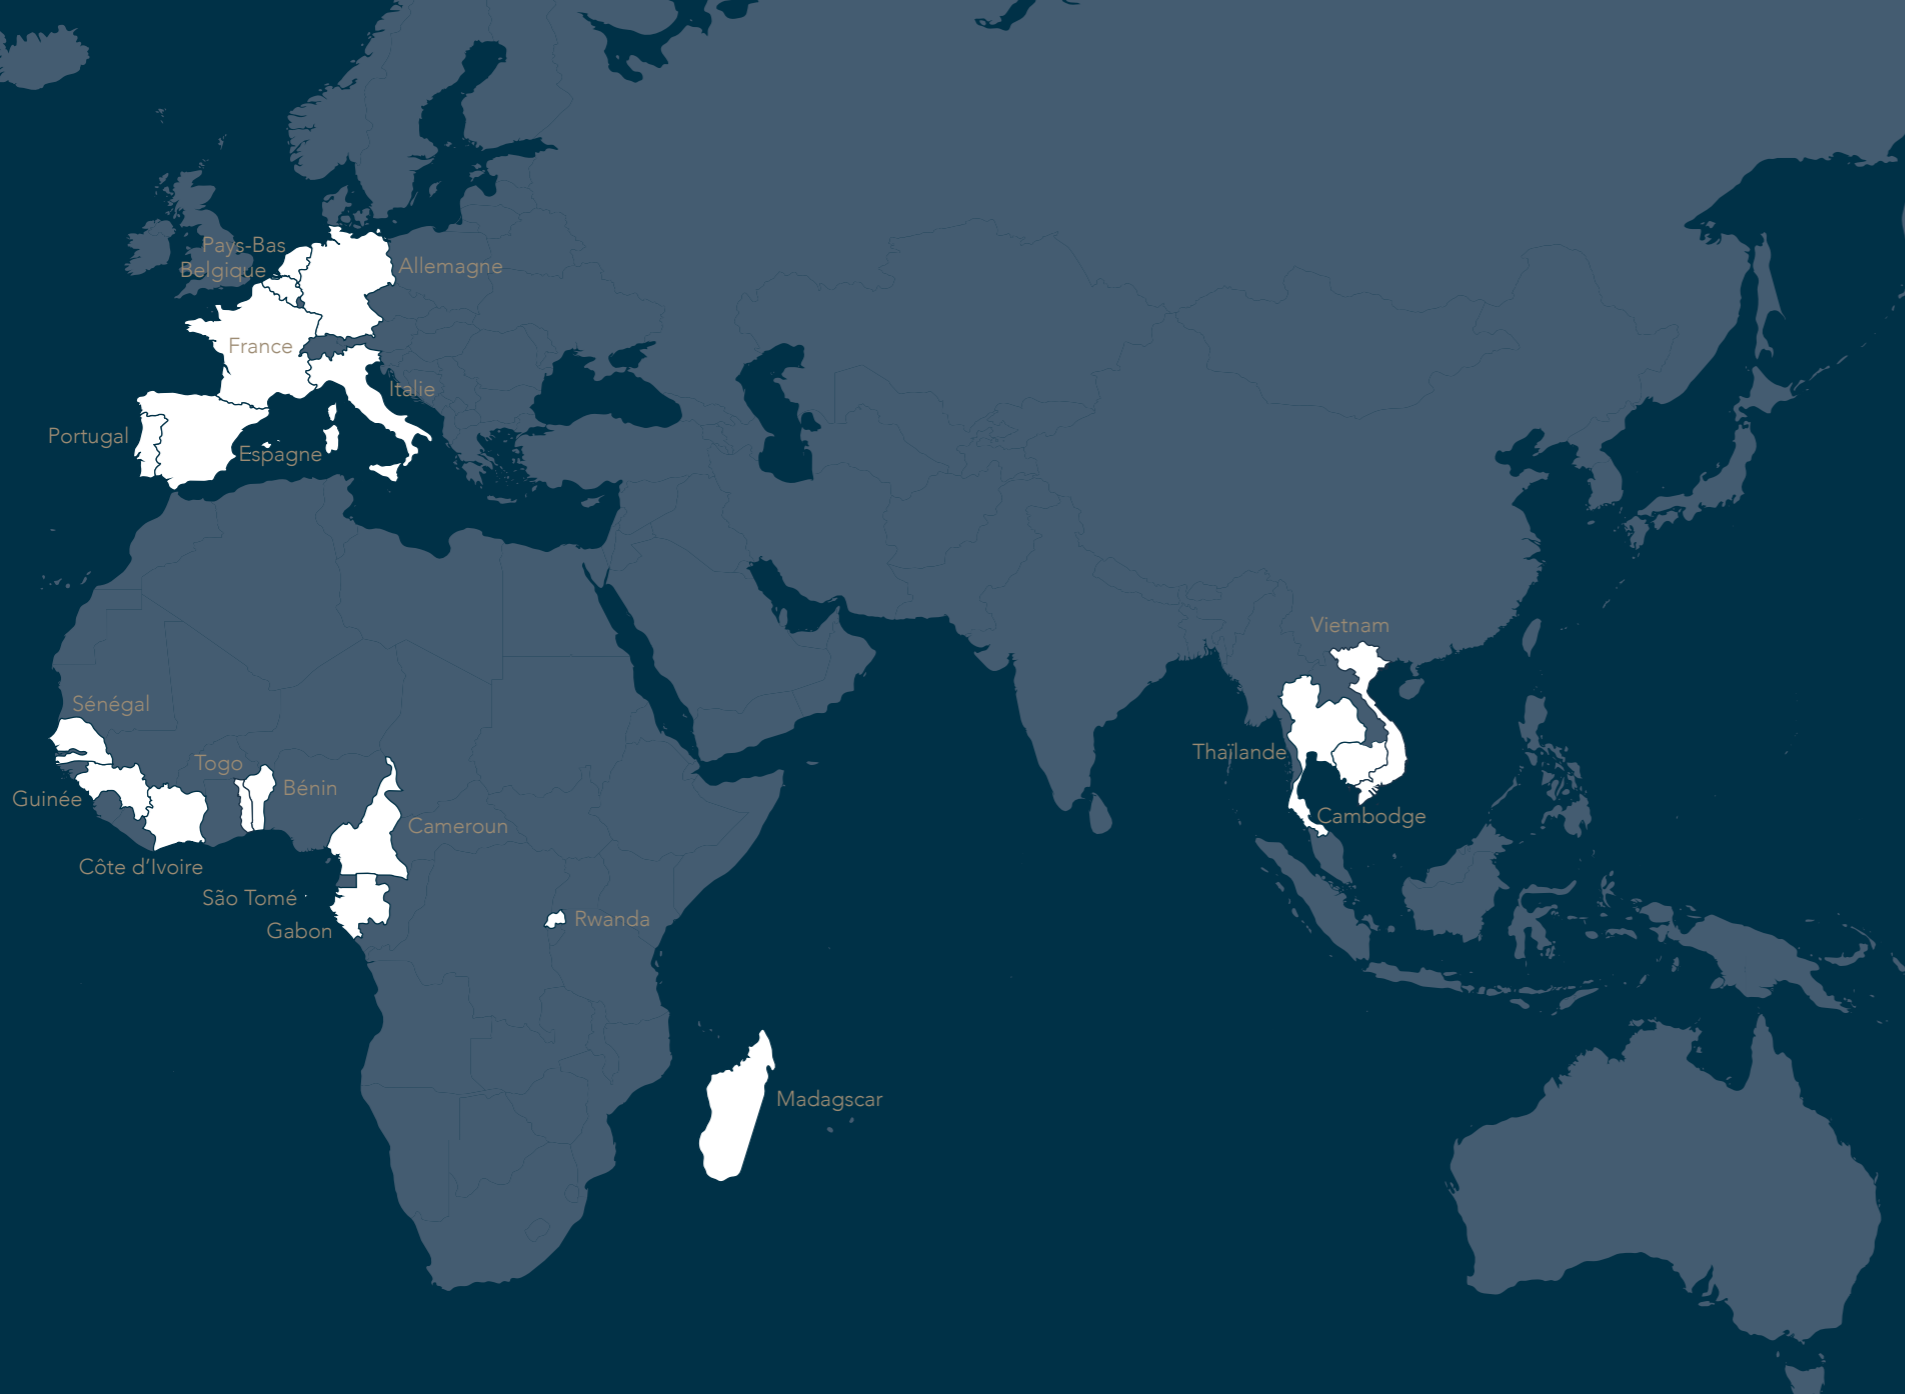 Pays-Bas
Belgique
Allemagne
France
Italie
Portugal
Espagne
Vietnam
Sénégal
Thaïlande
Togo
Bénin
Guinée
Cambodge
Cameroun
Côte d’Ivoire
São Tomé
Rwanda
Gabon
Madagscar